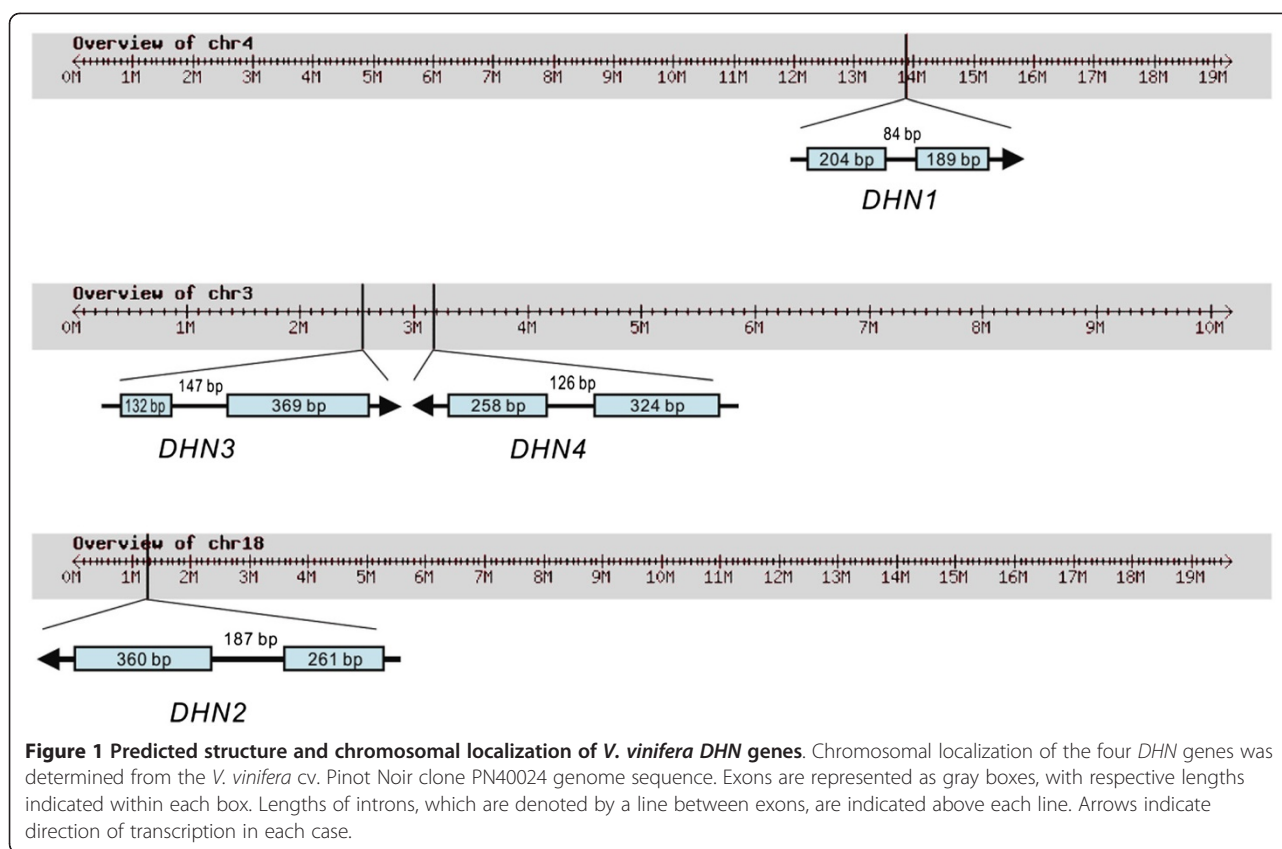 Overview of chr4
0M 1M 2M 3M 4M 5M 6M 7M 8M 9M 10M 11M 12M 13M 14M 15M 16M 17M 18M 19M
84 bp
204 bp 189 bp
DHN1
Overview of chr3
0M 1M 2M 3M 4M 5M 6M 7M 8M 9M 10M
147 bp 126 bp
132 bp 369 bp 258 bp 324 bp
DHN3 DHN4
Overview of chr18
0M 1M 2M 3M 4M 5M 6M 7M 8M 9M 10M 11M 12M 13M 14M 15M 16M 17M 18M 19M
187 bp
360 bp 261 bp
DHN2
Figure 1 Predicted structure and chromosomal localization of V. vinifera DHN genes. Chromosomal localization of the four DHN genes was
determined from the V. vinifera cv. Pinot Noir clone PN40024 genome sequence. Exons are represented as gray boxes, with respective lengths
indicated within each box. Lengths of introns, which are denoted by a line between exons, are indicated above each line. Arrows indicate
direction of transcription in each case.